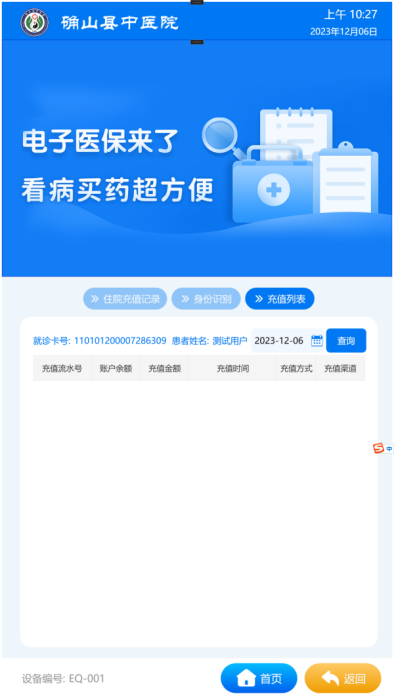 确山县中医院
上午 10:27
2023年12月06日
电子医保来了
看病买药超方便
住院充值记录 身份识别 充值列表
就诊卡号: 110101200007286309 患者姓名: 测试用户 2023-12-06 查询
充值流水号 账户余额 充值金额 充值时间 充值方式 充值渠道
中
设备编号: EQ-001 首页 返回